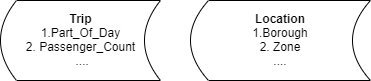 Trip
1.Part_Of_Day
2. Passenger_Count
....
Location
1.Borough
2. Zone
....